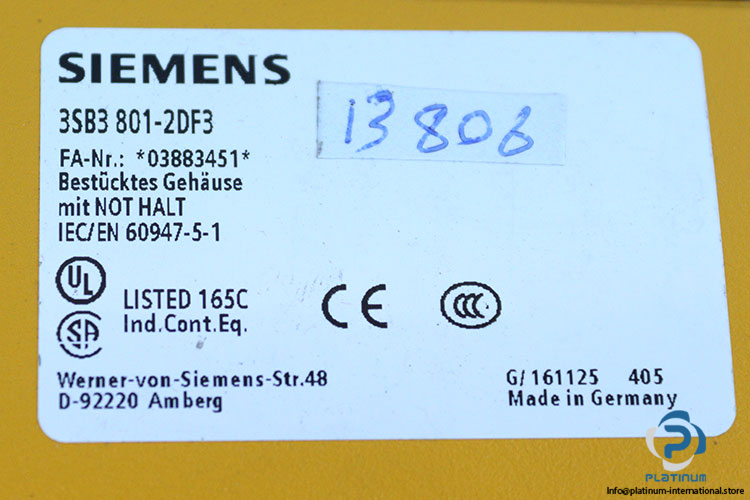 SIEMENS
13806
3SB3 801-2DF3
FA-Nr.: *03883451*
Bestücktes Gehäuse
mit NOT HALT
IEC/EN 60947-5-1
UL
LISTED 165C
SA
Ind.Cont.Eq.
CE
CCC
Werner-von-Siemens-Str.48
G/161125 405
D-92220 Amberg
Made in Germany
PLATINUM
Info@platinum-international.store